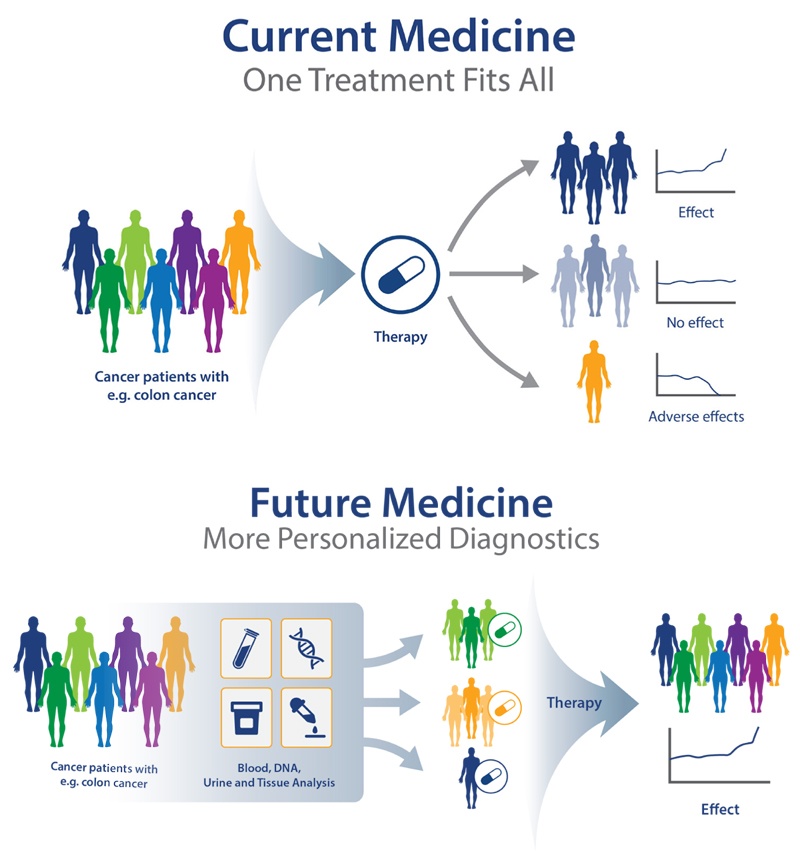 Current Medicine
One Treatment Fits All
Effect
Cancer patients with
e.g. colon cancer
Therapy
No effect
Adverse effects
Future Medicine
More Personalized Diagnostics
Cancer patients with
e.g. colon cancer
Blood, DNA,
Urine and Tissue Analysis
Therapy
Effect